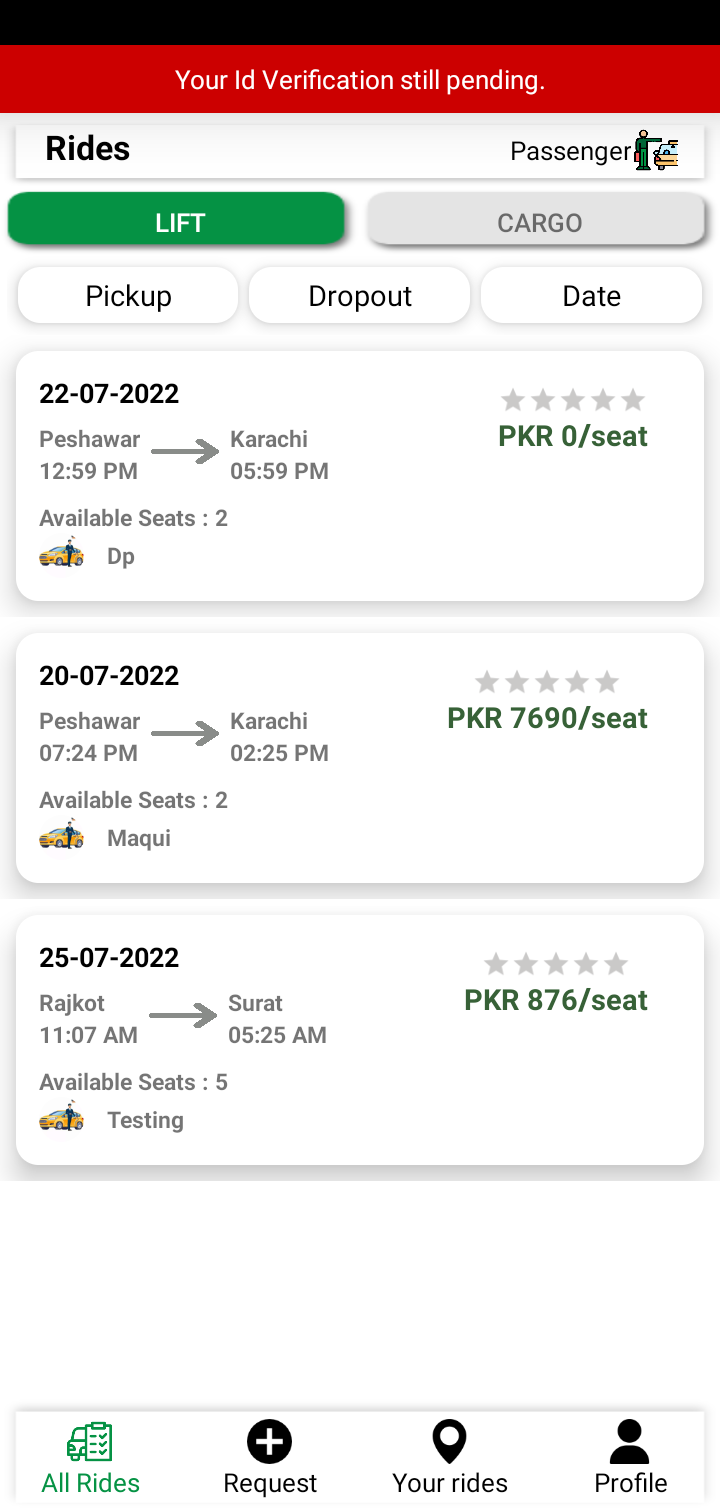 Your Id Verification still pending.
Rides
Passenger
LIFT
CARGO
Pickup
Dropout
Date
22-07-2022
PKR 0/seat
Peshawar
Karachi
12:59 PM
05:59 PM
Available Seats : 2
Dp
20-07-2022
PKR 7690/seat
Peshawar
Karachi
07:24 PM
02:25 PM
Available Seats : 2
Maqui
25-07-2022
PKR 876/seat
Rajkot
Surat
11:07 AM
05:25 AM
Available Seats : 5
Testing
All Rides
Request
Your rides
Profile